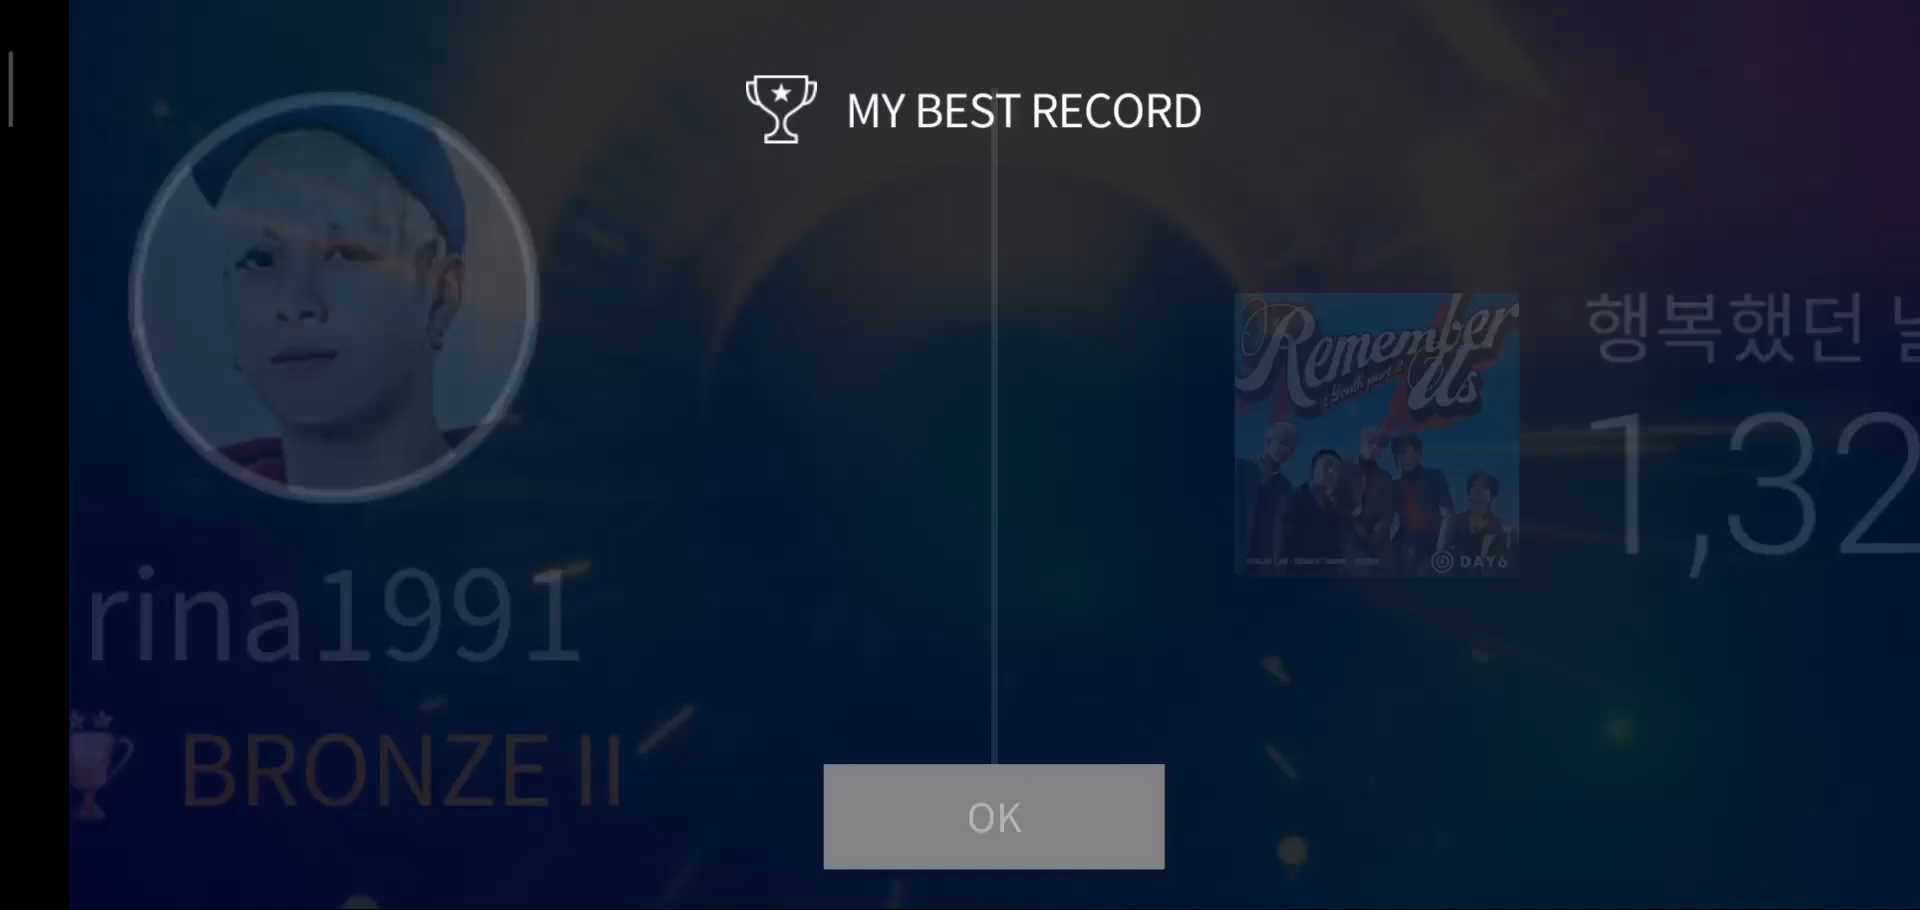 MY BEST RECORD
rina1991
BRONZE II
Remember
Us
: Youth part 2
DAY6
행복했던
1,32
OK